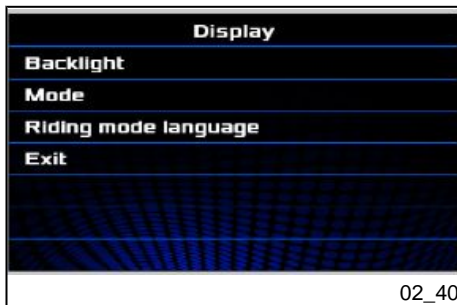 Display
Backlight
Mode
Riding mode language
Exit
02_40